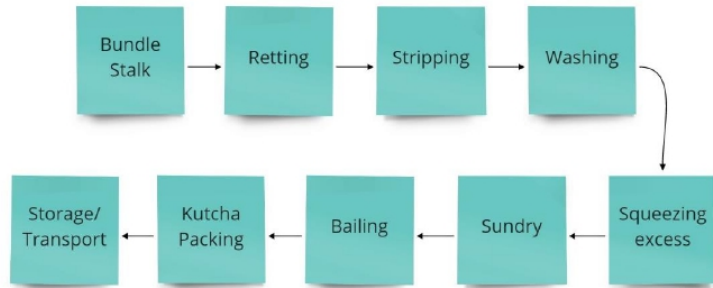 Bundle
Stalk
Retting
Stripping
Washing
Squeezing
excess
Sundry
Bailing
Kutcha
Packing
Storage/
Transport